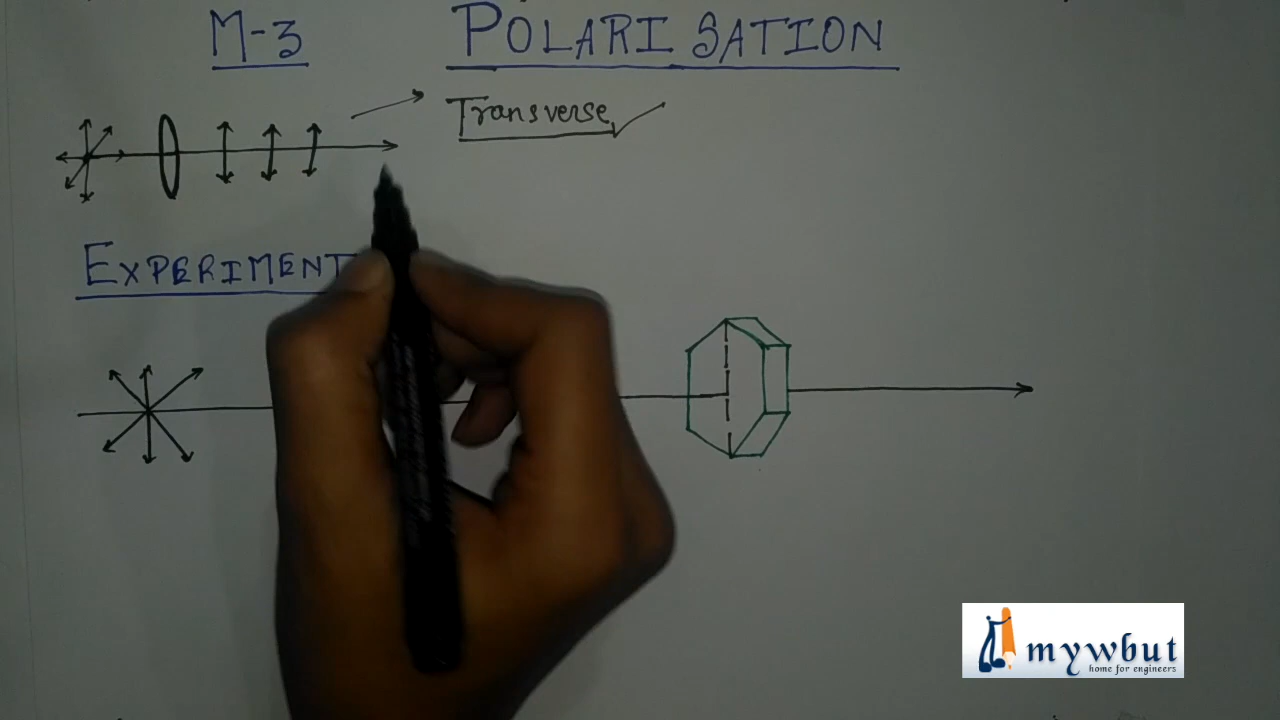 M-3
POLARISATION
Transverse
EXPERIMENT
mywbut
home for engineers